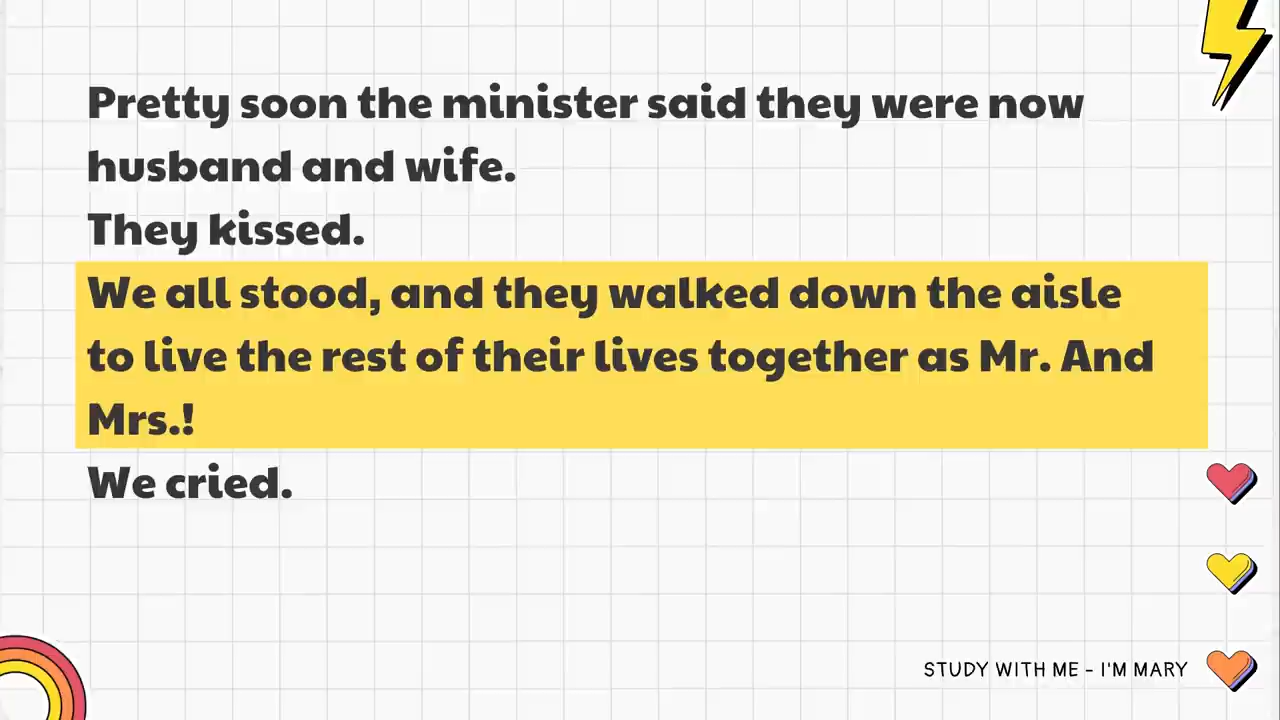 Pretty soon the minister said they were now
husband and wife.
They kissed.
We all stood, and they walked down the aisle
to live the rest of their lives together as Mr. And
Mrs.!
We cried.
STUDY WITH ME - I'M MARY